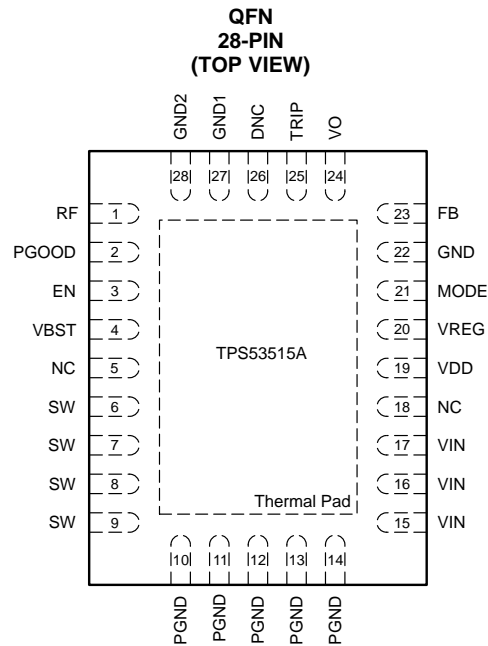 QFN
28-PIN
(TOP VIEW)
GND2
GND1
DNC
TRIP
VO
28
27
26
25
24
RF 1
PGOOD 2
EN 3
VBST 4
NC 5
SW 6
SW 7
SW 8
SW 9
TPS53515A
Thermal Pad
23 FB
22 GND
21 MODE
20 VREG
19 VDD
18 NC
17 VIN
16 VIN
15 VIN
10
11
12
13
14
PGND
PGND
PGND
PGND
PGND